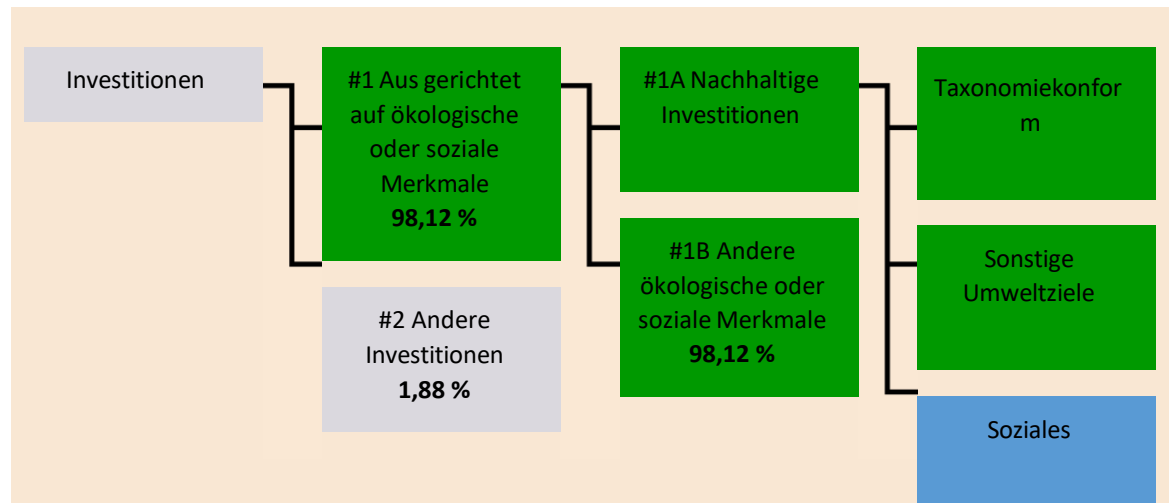 Investitionen
#1 Aus gerichtet
auf ökologische
oder soziale
Merkmale
98,12 %
#2 Andere
Investitionen
1,88 %
#1A Nachhaltige
Investitionen
#1B Andere
ökologische oder
soziale Merkmale
98,12 %
Taxonomiekonfor
m
Sonstige
Umweltziele
Soziales